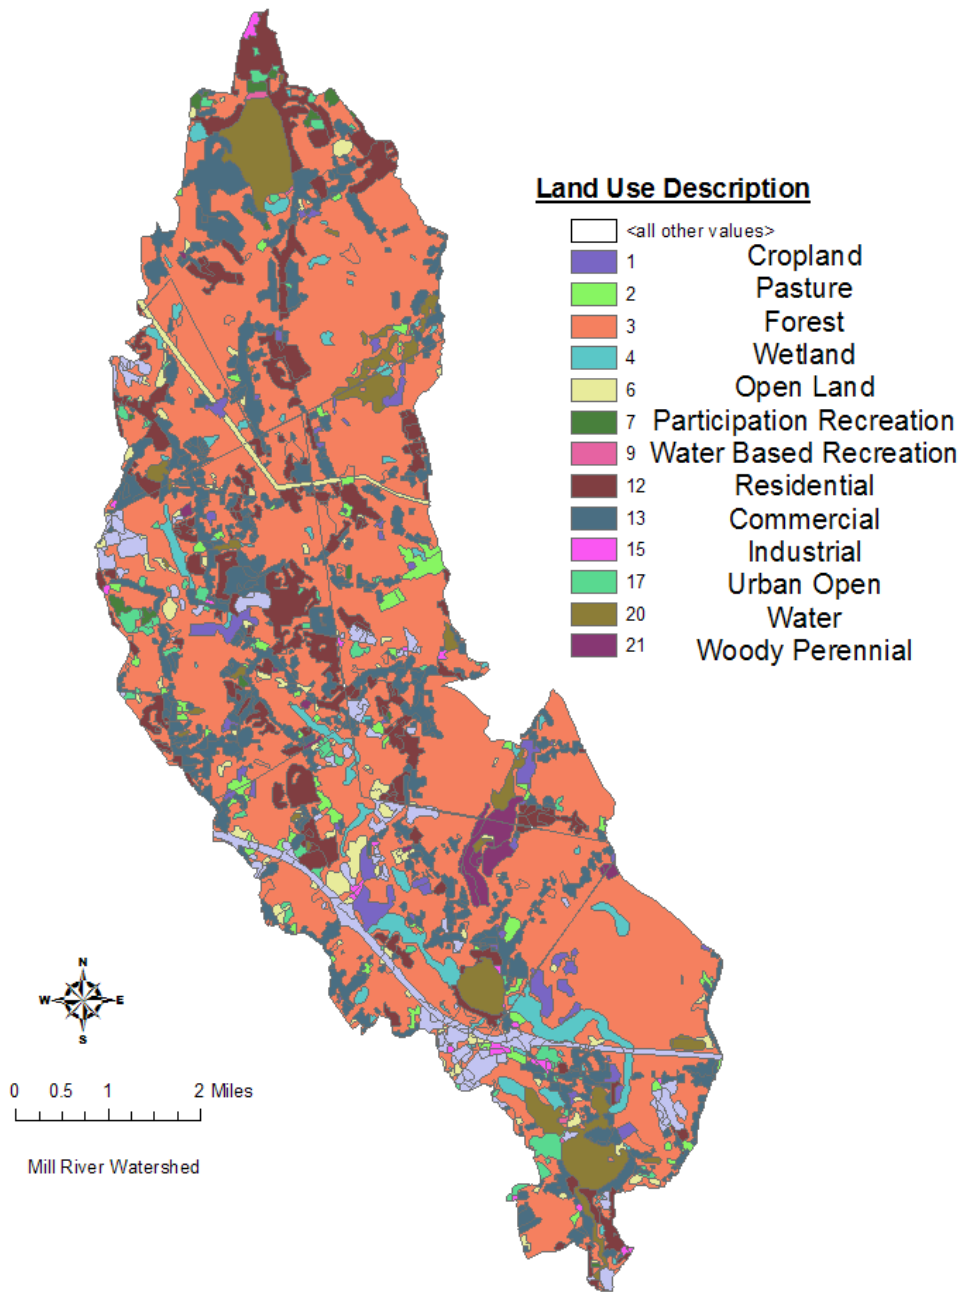 Land Use Description
<all other values>
1 Cropland
2 Pasture
3 Forest
4 Wetland
6 Open Land
7 Participation Recreation
9 Water Based Recreation
12 Residential
13 Commercial
15 Industrial
17 Urban Open
20 Water
21 Woody Perennial
N
W E
S
0 0.5 1 2 Miles
Mill River Watershed